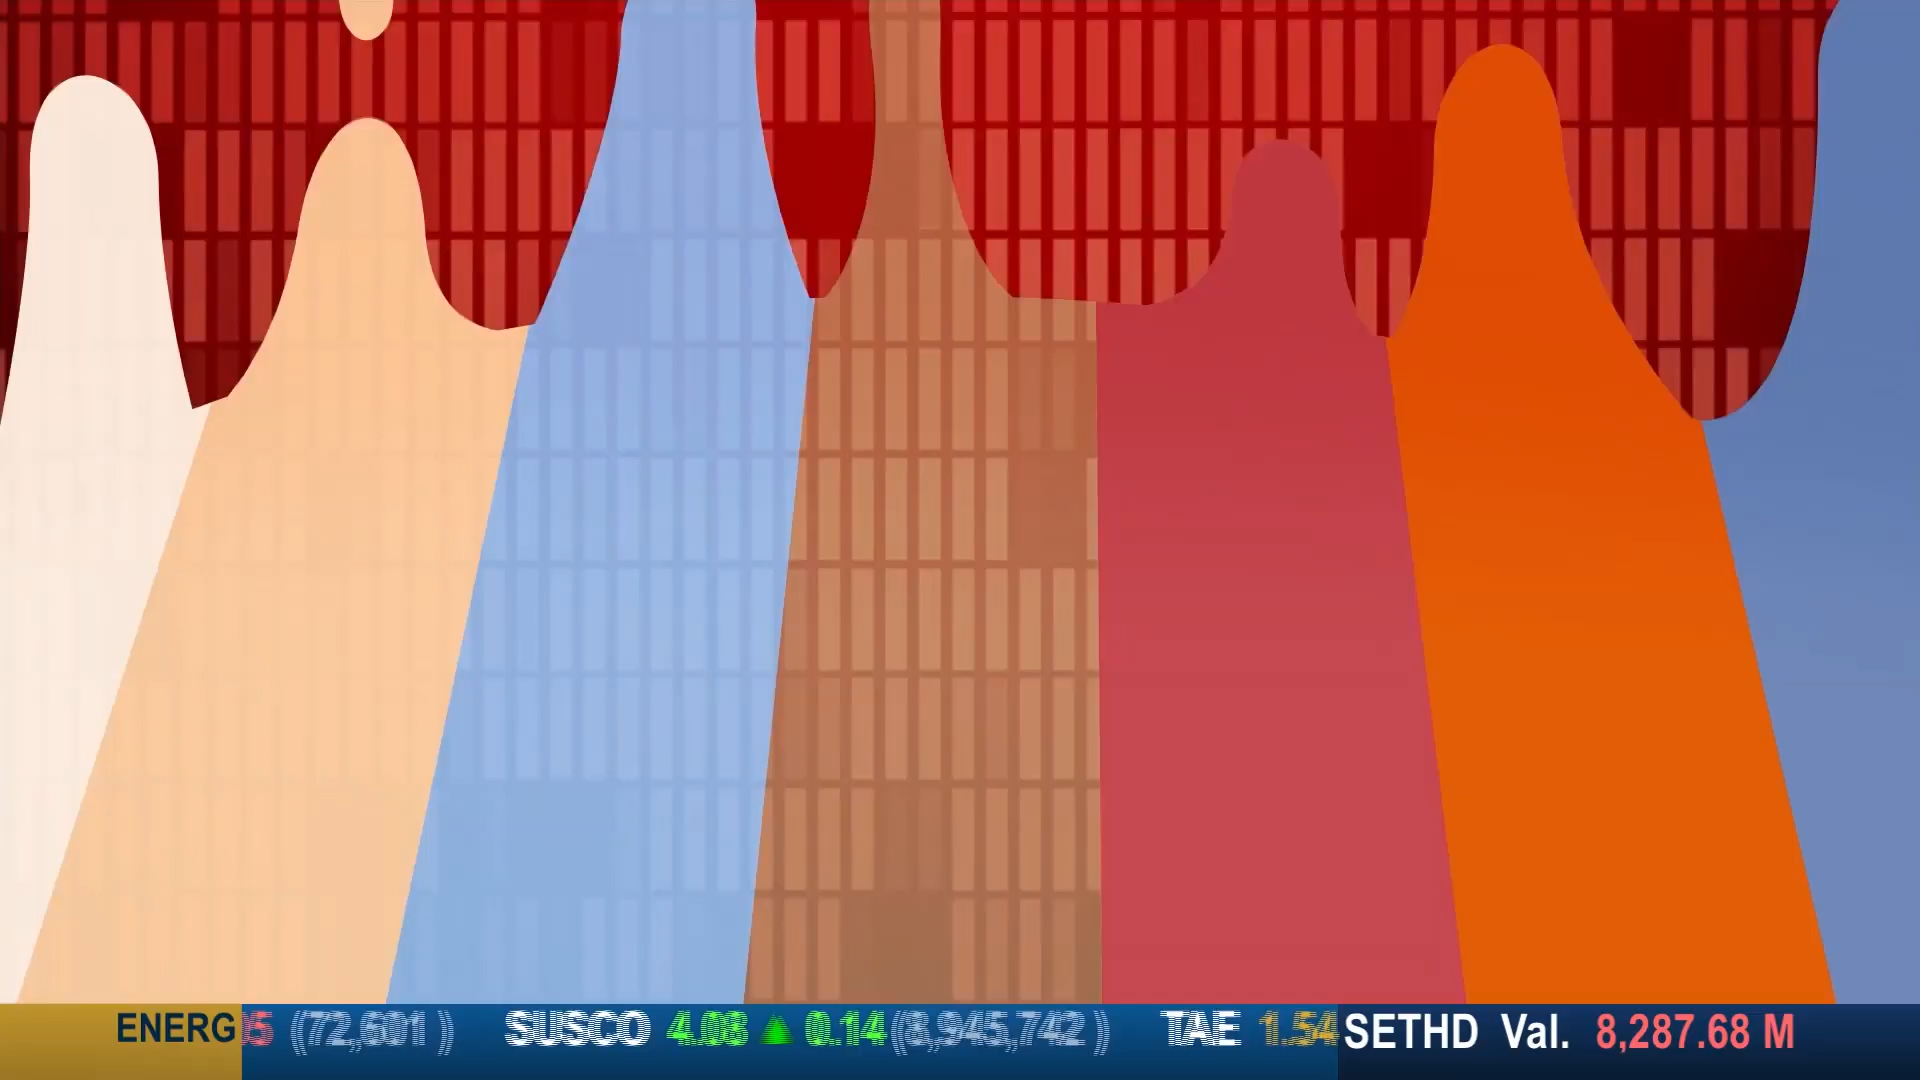 ENERG 05 (72,601 ) SUSCO 4.08 ▲ 0.14 (8,945,742 ) TAE 1.54 SETHD Val. 8,287.68 M